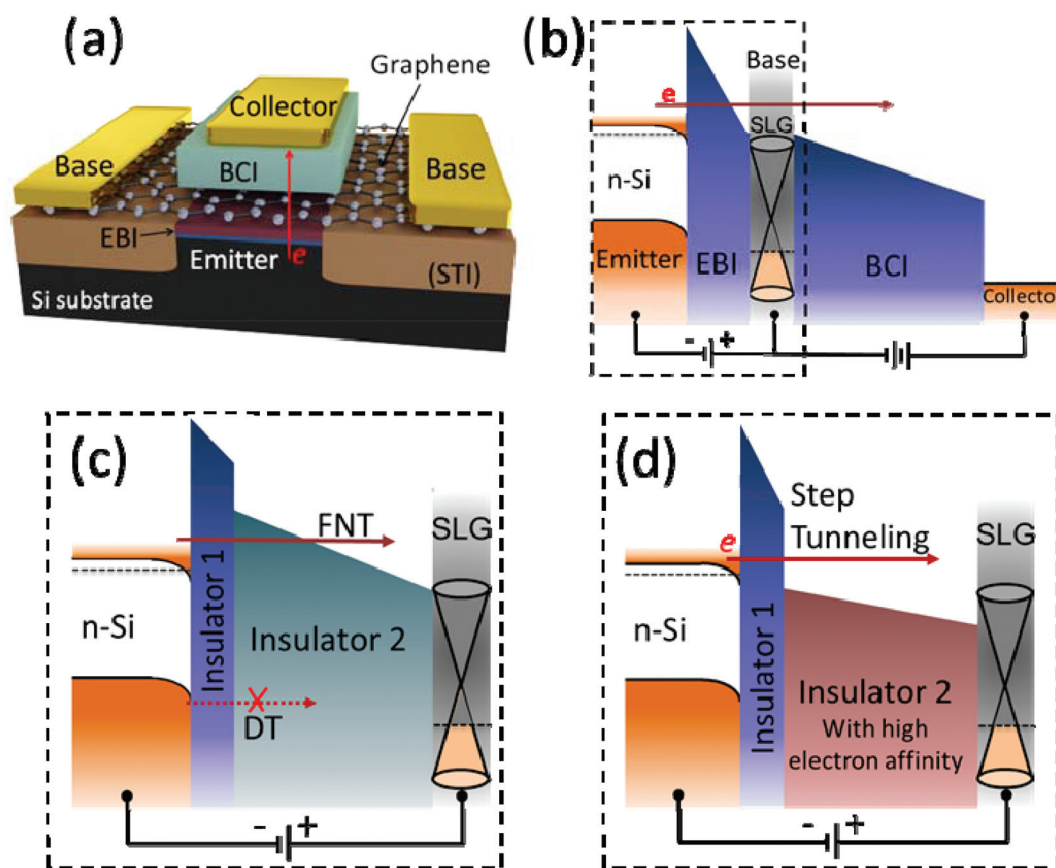 (a)
Graphene
Collector
Base
BCI
Base
EBI
Emitter
e
(STI)
Si substrate
(b)
Base
e
SLG
n-Si
Emitter
EBI
BCI
Collector
- +
(c)
FNT
SLG
n-Si
Insulator 1
Insulator 2
X
DT
- +
(d)
Step
Tunneling
e
SLG
n-Si
Insulator 1
Insulator 2
With high
electron affinity
- +